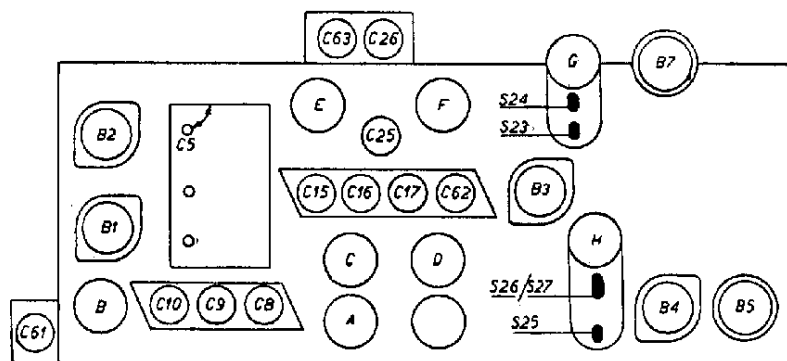 C63 C26
G B7
E F
S24
B2 C5 C25 S23
C15 C16 C17 C62 B3
B1
C D H
S26/S27
B C10 C9 C8 B4 B5
A S25
C61